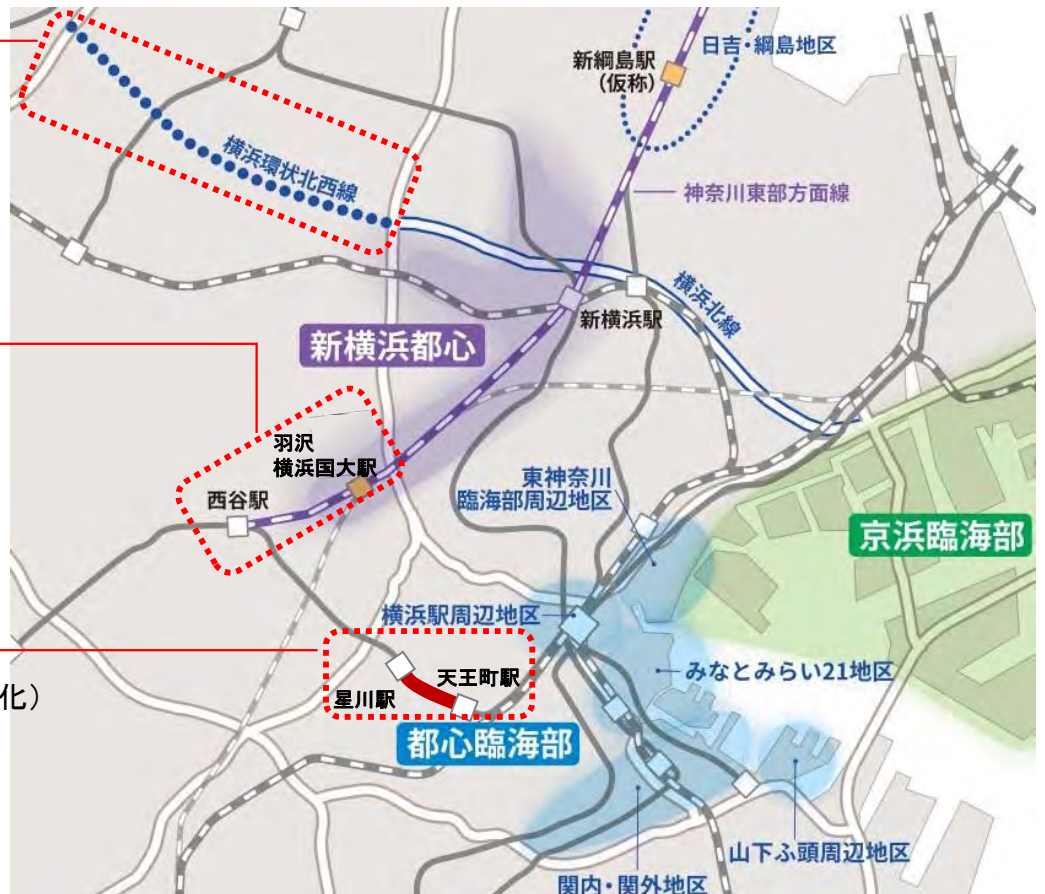 日吉・綱島地区
新綱島駅
(仮称)
横浜環状北西線
神奈川東部方面線
横浜北線
新横浜駅
新横浜都心
羽沢
横浜国大駅
西谷駅
東神奈川
臨海部周辺地区
京浜臨海部
横浜駅周辺地区
みなとみらい21地区
化）
天王町駅
星川駅
都心臨海部
山下ふ頭周辺地区
関内・関外地区